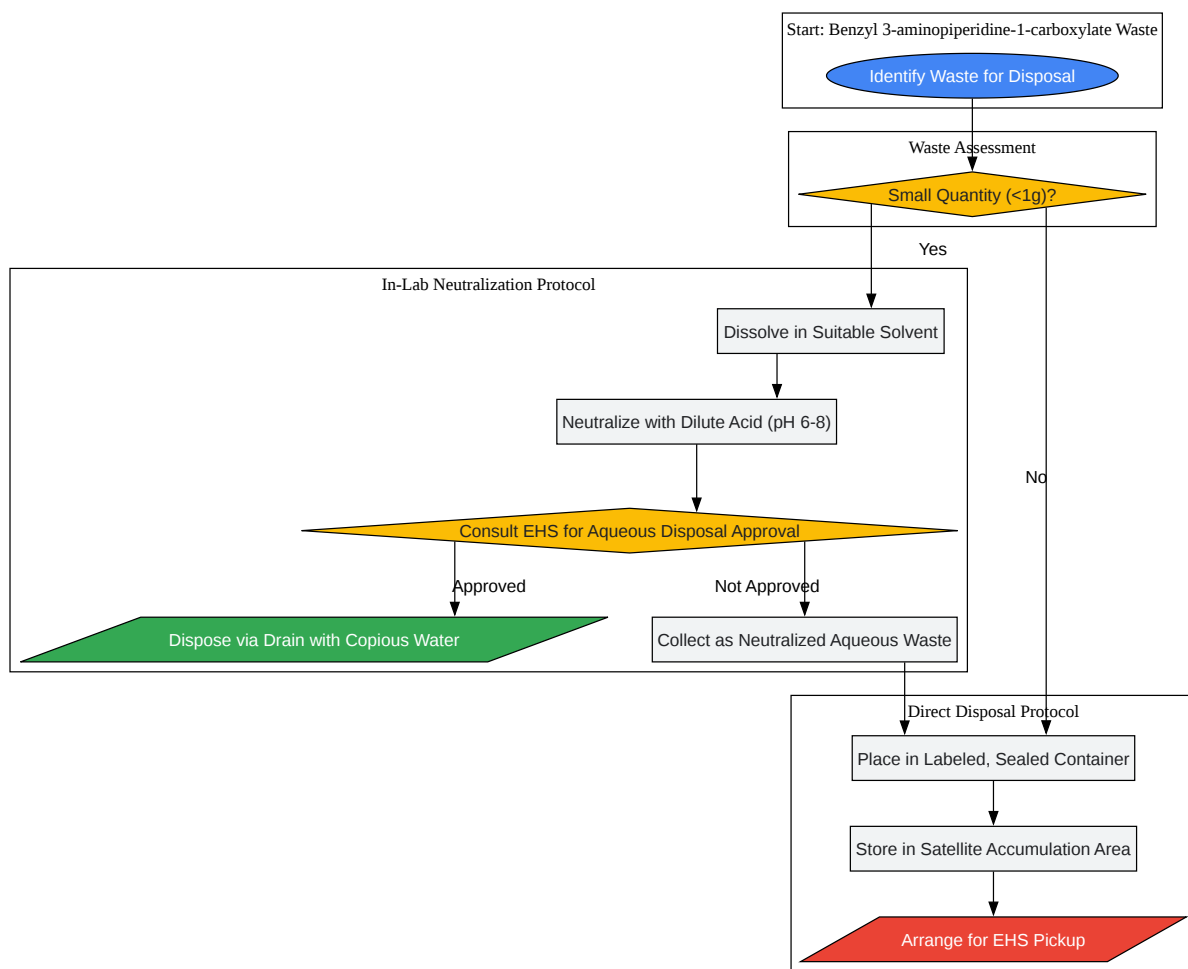 Start: Benzyl 3-aminopiperidine-1-carboxylate Waste
Identify Waste for Disposal
Waste Assessment
Small Quantity (<1g)?
Yes
In-Lab Neutralization Protocol
Dissolve in Suitable Solvent
Neutralize with Dilute Acid (pH 6-8)
No
Consult EHS for Aqueous Disposal Approval
Approved
Not Approved
Dispose via Drain with Copious Water
Collect as Neutralized Aqueous Waste
Direct Disposal Protocol
Place in Labeled, Sealed Container
Store in Satellite Accumulation Area
Arrange for EHS Pickup